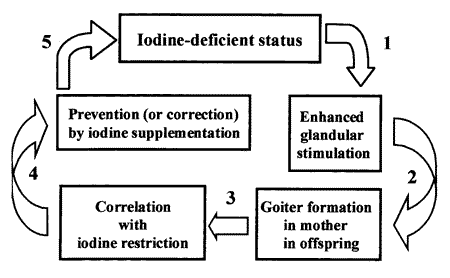 5
Iodine-deficient status
1
Prevention (or correction)
by iodine supplementation
Enhanced
glandular
stimulation
4
2
Correlation
with
iodine restriction
3
Goiter formation
in mother
in offspring